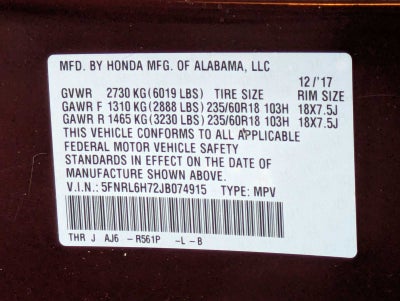 MFD. BY HONDA MFG. OF ALABAMA, LLC
12/'17
GVWR 2730 KG(6019 LBS) TIRE SIZE RIM SIZE
GAWR F 1310 KG(2888 LBS) 235/60R18 103H 18X7.5J
GAWR R 1465 KG(3230 LBS) 235/60R18 103H 18X7.5J
THIS VEHICLE CONFORMS TO ALL APPLICABLE
FEDERAL MOTOR VEHICLE SAFETY
STANDARDS IN EFFECT ON THE DATE OF
MANUFACTURE SHOWN ABOVE.
V.I.N.: 5FNRL6H72JB074915 TYPE: MPV
THR J AJ6 -R561P -L -B